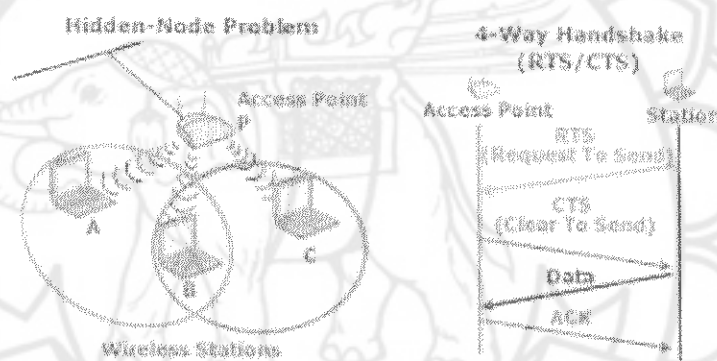 Hidden-Node Problem
Access Point
P
A
B
C
Wireless Stations
4-Way Handshake
(RTS/CTS)
Access Point
Station
RTS
(Request To Send)
CTS
(Clear To Send)
Data
ACK